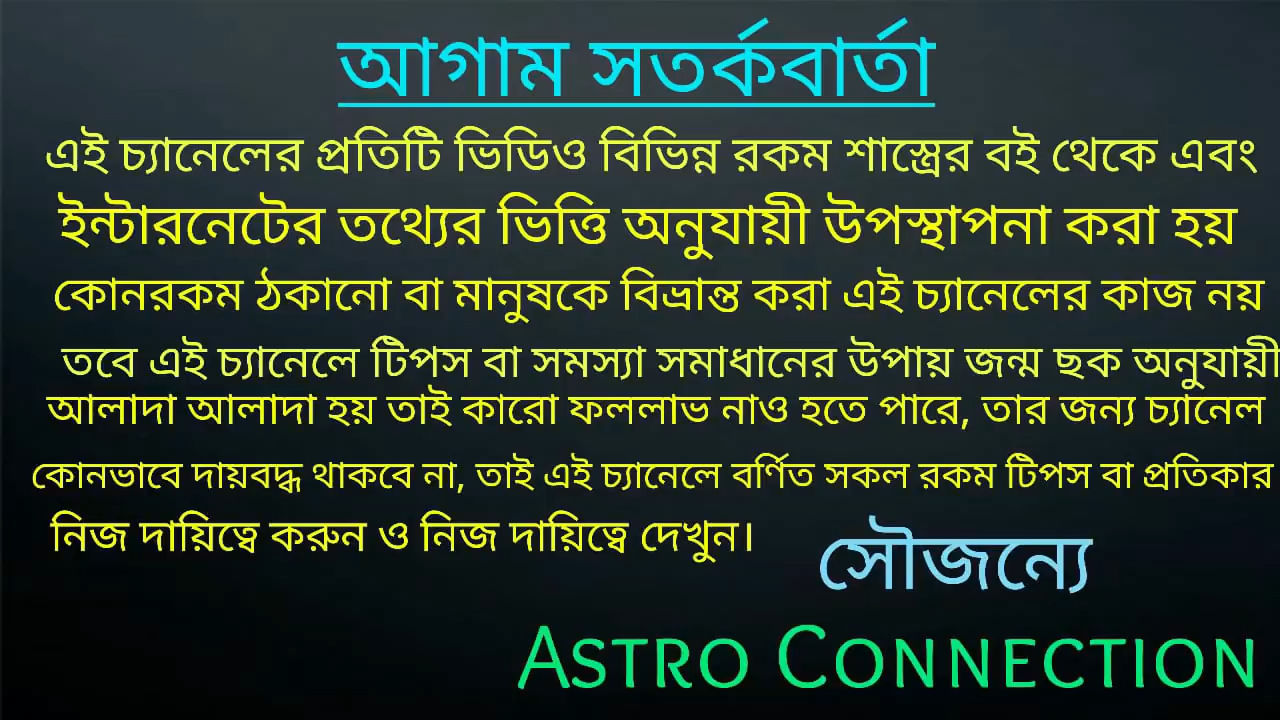 আগাম সতর্কবার্তা
এই চ্যানেলের প্রতিটি ভিডিও বিভিন্ন রকম শাস্ত্রের বই থেকে এবং
ইন্টারনেটের তথ্যের ভিত্তি অনুযায়ী উপস্থাপনা করা হয়
কোনরকম ঠকানো বা মানুষকে বিভ্রান্ত করা এই চ্যানেলের কাজ নয়
তবে এই চ্যানেলে টিপস বা সমস্যা সমাধানের উপায় জন্ম ছক অনুযায়ী
আলাদা আলাদা হয় তাই কারো ফললাভ নাও হতে পারে, তার জন্য চ্যানেল
কোনভাবে দায়বদ্ধ থাকবে না, তাই এই চ্যানেলে বর্ণিত সকল রকম টিপস বা প্রতিকার
নিজ দায়িত্বে করুন ও নিজ দায়িত্বে দেখুন।
সৌজন্যে
ASTRO CONNECTION